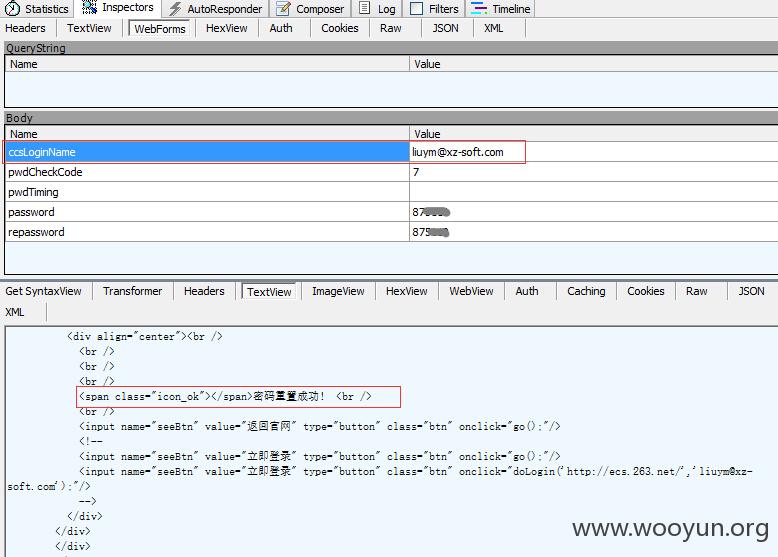 Statistics Inspectors AutoResponder Composer Log Filters Timeline
Headers TextView WebForms HexView Auth Cookies Raw JSON XML
QueryString
Name Value
Body
Name Value
ccsLoginName liuym@xz-soft.com
pwdCheckCode 7
pwdTiming
password 87
repassword 875
Get SyntaxView Transformer Headers TextView ImageView HexView WebView Auth Caching Cookies Raw JSON
XML
<div align="center"><br />
<br />
<br />
<br />
<span class="icon_ok"></span>密码重置成功! <br />
<br />
<input name="seeBtn" value="返回官网" type="button" class="btn" onclick="go();"/>
<!--
<input name="seeBtn" value="立即登录" type="button" class="btn" onclick="go();"/>
<input name="seeBtn" value="立即登录" type="button" class="btn" onclick="doLogin('http://ecs.263.net/','liuym@xz-
soft.com');"/>
-->
</div>
</div>
</div>
www.wooyun.org